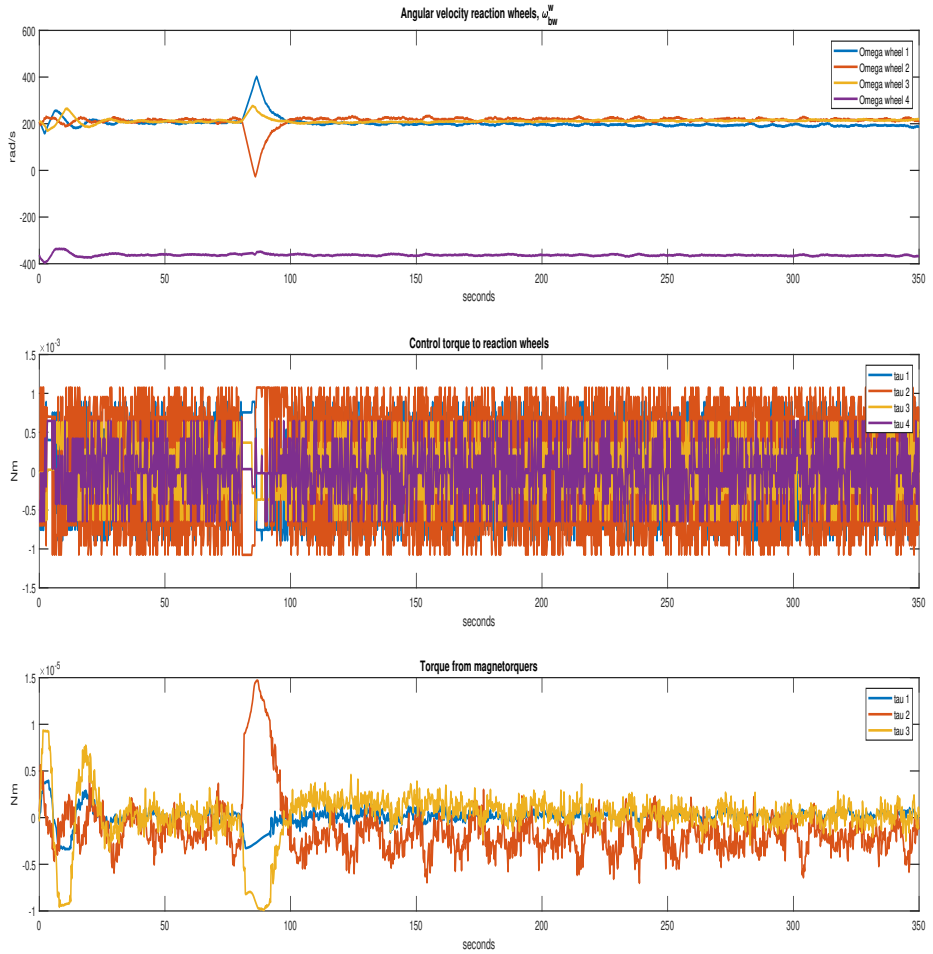 Angular velocity reaction wheels, ω_bw^w
600
400
200
0
-200
-400
rad/s
0 50 100 150 200 250 300 350
seconds
Omega wheel 1
Omega wheel 2
Omega wheel 3
Omega wheel 4
Control torque to reaction wheels
×10^-3
1.5
1
0.5
0
-0.5
-1
-1.5
Nm
0 50 100 150 200 250 300 350
seconds
tau 1
tau 2
tau 3
tau 4
Torque from magnetorquers
×10^-5
1.5
1
0.5
0
-0.5
-1
Nm
0 50 100 150 200 250 300 350
seconds
tau 1
tau 2
tau 3